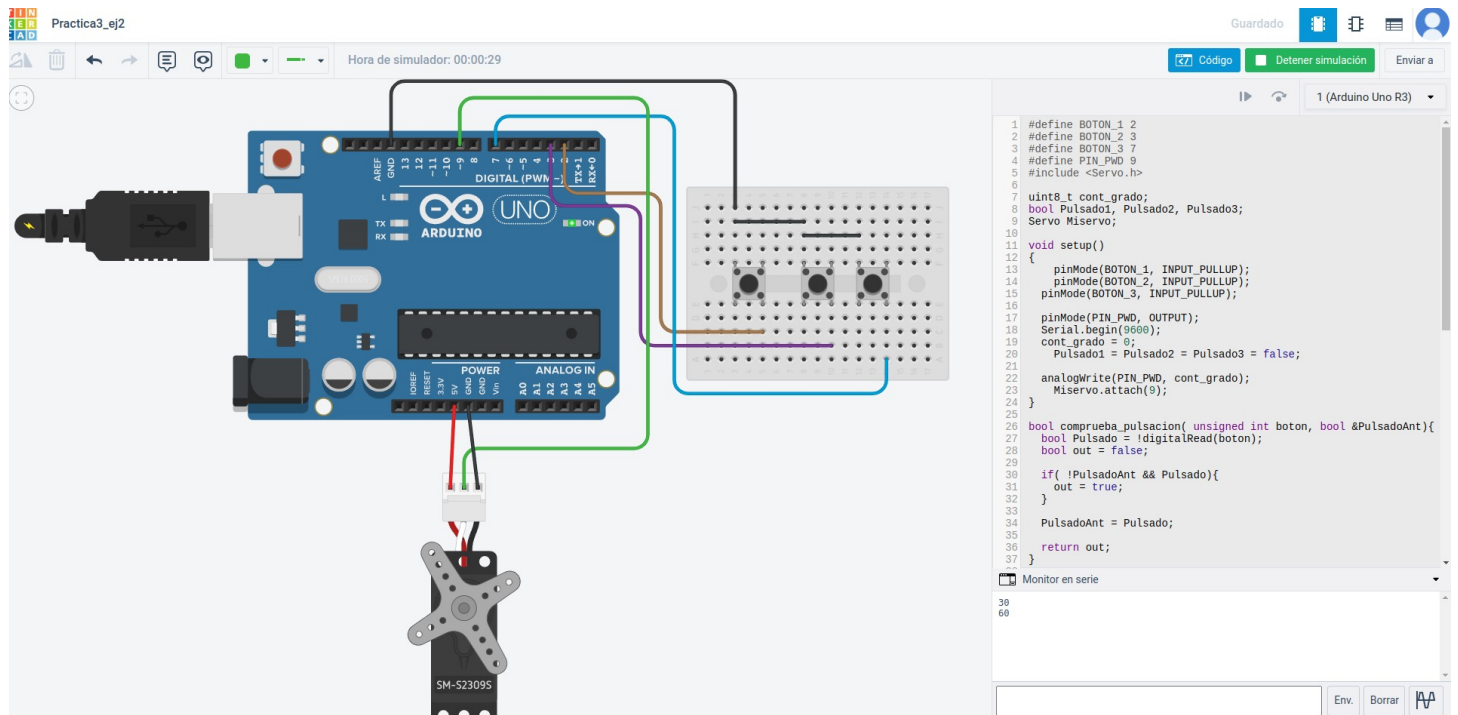 TIN
KER
CAD
Practica3_ej2
Guardado
Hora de simulador: 00:00:29
Código
Detener simulación
Enviar a
1 (Arduino Uno R3)
AREF
GND
13
12
~11
~10
~9
8
7
~6
~5
4
2
TX→1
RX←0
DIGITAL (PWM ~)
L
TX
RX
ARDUINO
UNO
ON
IOREF
RESET
3.3V
5V
GND
GND
Vin
POWER
ANALOG IN
A0
A1
A2
A3
A4
A5
SM-S2309S
1 #define BOTON_1 2
2 #define BOTON_2 3
3 #define BOTON_3 7
4 #define PIN_PWD 9
5 #include <Servo.h>
6
7 uint8_t cont_grado;
8 bool Pulsado1, Pulsado2, Pulsado3;
9 Servo Miservo;
10
11 void setup()
12 {
13 pinMode(BOTON_1, INPUT_PULLUP);
14 pinMode(BOTON_2, INPUT_PULLUP);
15 pinMode(BOTON_3, INPUT_PULLUP);
16
17 pinMode(PIN_PWD, OUTPUT);
18 Serial.begin(9600);
19 cont_grado = 0;
20 Pulsado1 = Pulsado2 = Pulsado3 = false;
21
22 analogWrite(PIN_PWD, cont_grado);
23 Miservo.attach(9);
24 }
25
26 bool comprueba_pulsacion( unsigned int boton, bool &PulsadoAnt){
27 bool Pulsado = !digitalRead(boton);
28 bool out = false;
29
30 if( !PulsadoAnt && Pulsado){
31 out = true;
32 }
33
34 PulsadoAnt = Pulsado;
35
36 return out;
37 }
Monitor en serie
30
60
Env.
Borrar